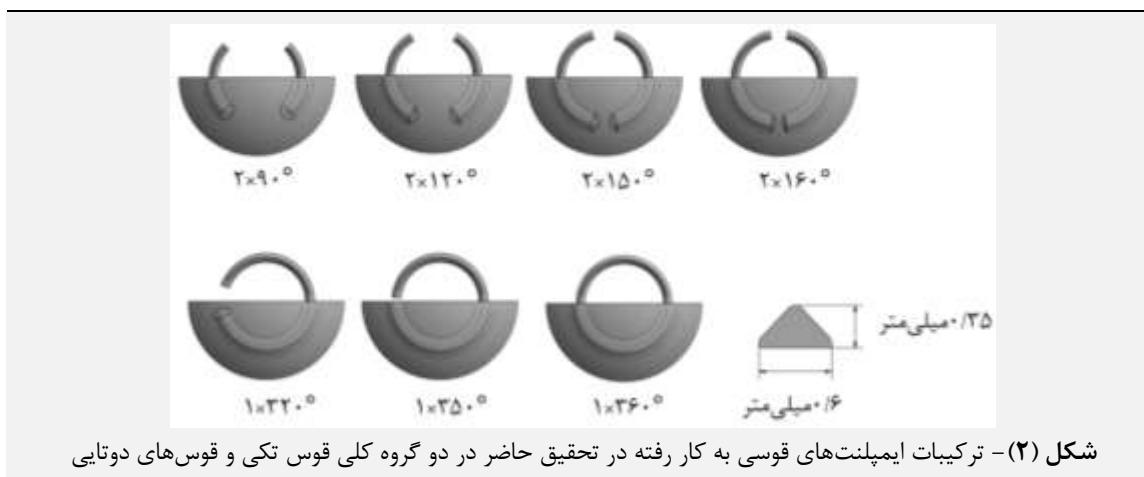 ۲×۹۰° ۲×۱۲۰° ۲×۱۵۰° ۲×۱۶۰°
۰/۳۵میلی‌متر
۱×۳۲۰° ۱×۳۵۰° ۱×۳۶۰° ۰/۶میلی‌متر
شکل (۲)- ترکیبات ایمپلنت‌های قوسی به کار رفته در تحقیق حاضر در دو گروه کلی قوس تکی و قوس‌های دوتایی